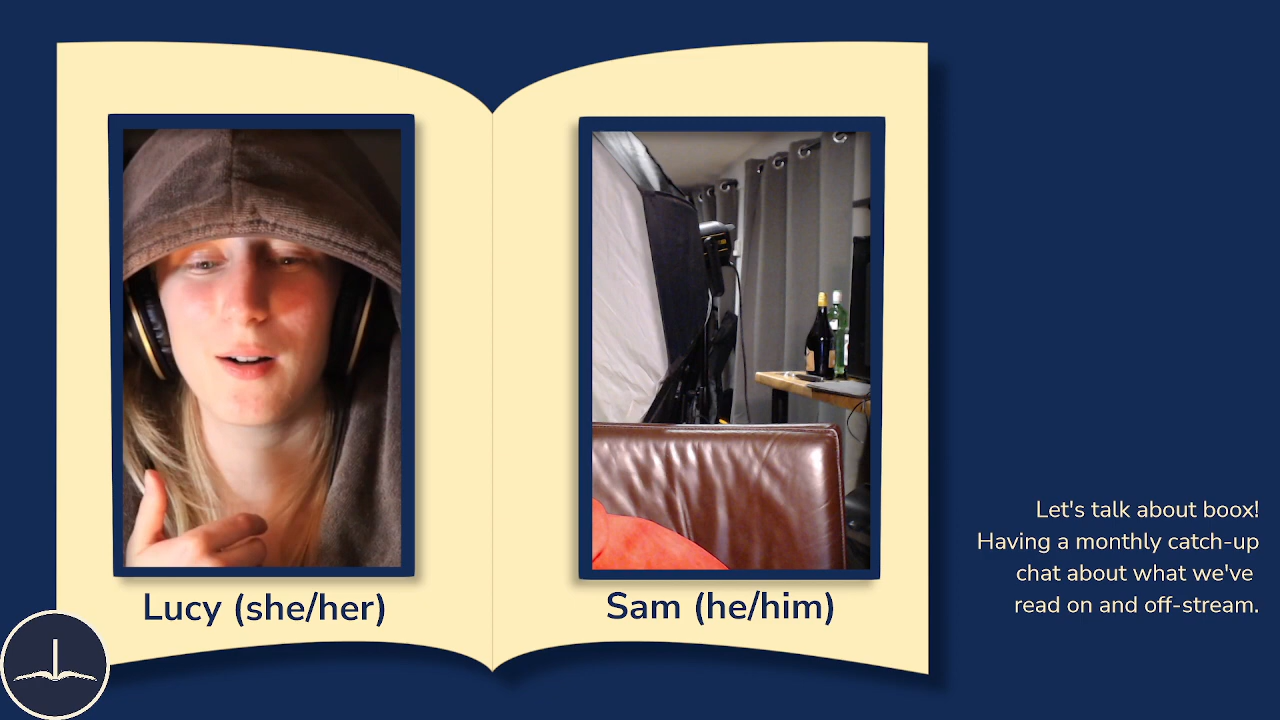 Lucy (she/her)
Sam (he/him)
Let's talk about boox!
Having a monthly catch-up
chat about what we've
read on and off-stream.